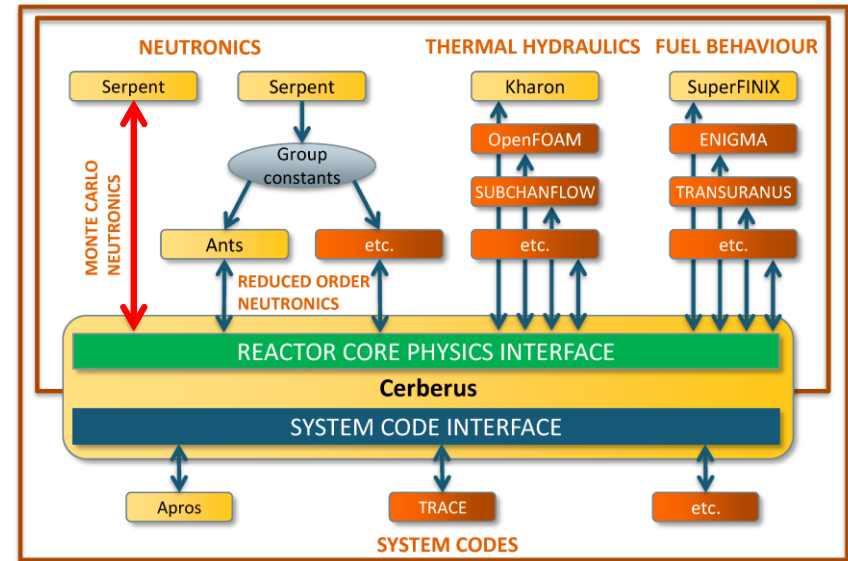 NEUTRONICS
THERMAL HYDRAULICS
FUEL BEHAVIOUR
Serpent
Serpent
Kharon
SuperFINIX
OpenFOAM
ENIGMA
Group
constants
SUBCHANFLOW
TRANSURANUS
MONTE CARLO
NEUTRONICS
Ants
etc.
etc.
etc.
REDUCED ORDER
NEUTRONICS
REACTOR CORE PHYSICS INTERFACE
Cerberus
SYSTEM CODE INTERFACE
Apros
TRACE
etc.
SYSTEM CODES